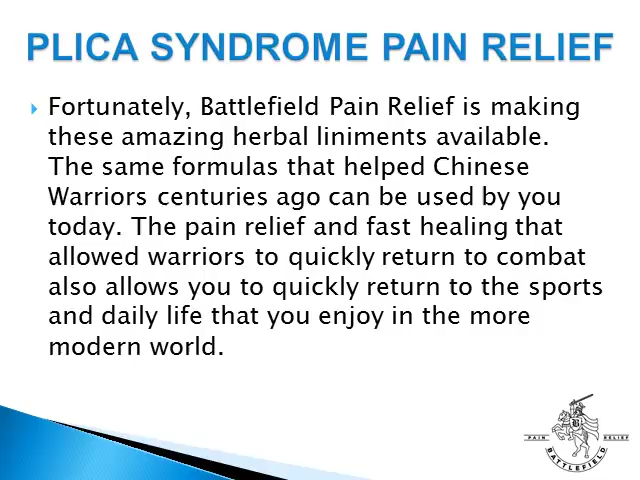 PLICA SYNDROME PAIN RELIEF
Fortunately, Battlefield Pain Relief is making
these amazing herbal liniments available.
The same formulas that helped Chinese
Warriors centuries ago can be used by you
today. The pain relief and fast healing that
allowed warriors to quickly return to combat
also allows you to quickly return to the sports
and daily life that you enjoy in the more
modern world.
B
PAIN RELIEF
BATTLEFIELD